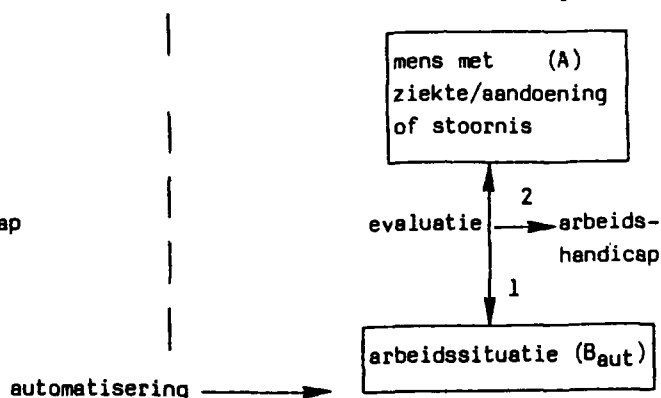 mens met (A)
ziekte/aandoening
of stoornis
2
ap
evaluatie
arbeids-
handicap
1
arbeidssituatie (Baut)
automatisering